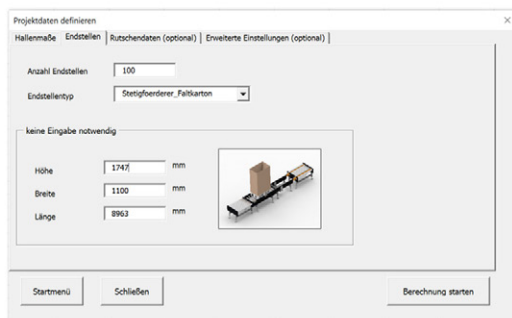 Projektdaten definieren
Hallenmaße Endstellen Rutschendaten (optional) Erweiterte Einstellungen (optional)
Anzahl Endstellen 100
Endstellentyp Stetigfoerderer_Faltkarton
keine Eingabe notwendig
Höhe 1747 mm
Breite 1100 mm
Länge 8963 mm
Startmenü Schließen Berechnung starten